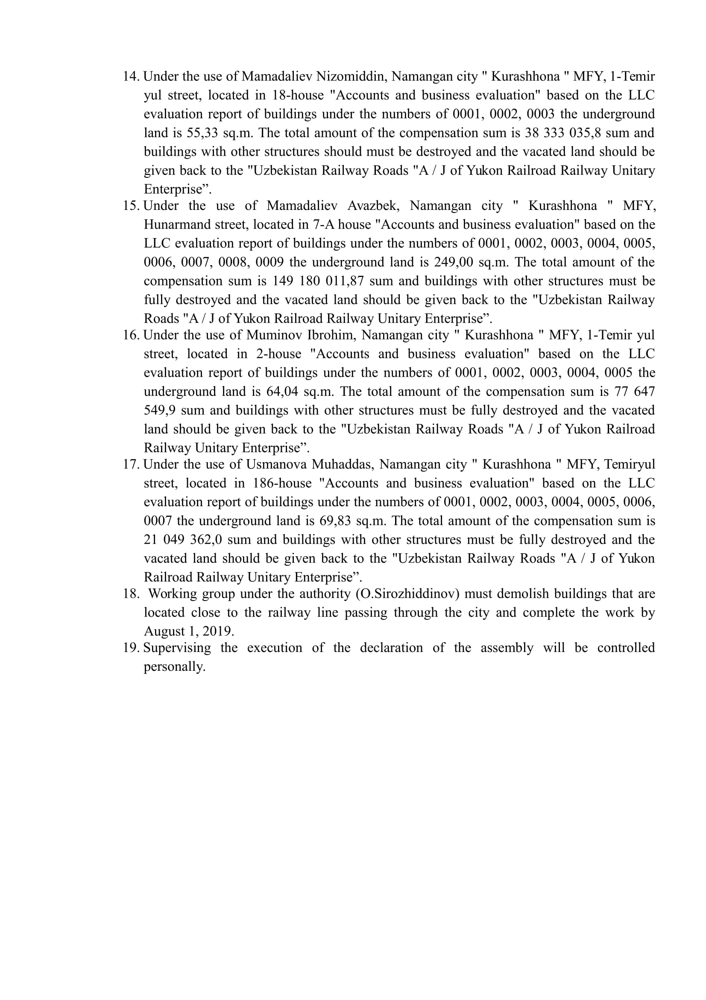 14. Under the use of Mamadaliev Nizomiddin, Namangan city " Kurashhona " MFY, 1-Temir
yul street, located in 18-house "Accounts and business evaluation" based on the LLC
evaluation report of buildings under the numbers of 0001, 0002, 0003 the underground
land is 55,33 sq.m. The total amount of the compensation sum is 38 333 035,8 sum and
buildings with other structures should must be destroyed and the vacated land should be
given back to the "Uzbekistan Railway Roads "A / J of Yukon Railroad Railway Unitary
Enterprise”.
15. Under the use of Mamadaliev Avazbek, Namangan city " Kurashhona " MFY,
Hunarmand street, located in 7-A house "Accounts and business evaluation" based on the
LLC evaluation report of buildings under the numbers of 0001, 0002, 0003, 0004, 0005,
0006, 0007, 0008, 0009 the underground land is 249,00 sq.m. The total amount of the
compensation sum is 149 180 011,87 sum and buildings with other structures must be
fully destroyed and the vacated land should be given back to the "Uzbekistan Railway
Roads "A / J of Yukon Railroad Railway Unitary Enterprise”.
16. Under the use of Muminov Ibrohim, Namangan city " Kurashhona " MFY, 1-Temir yul
street, located in 2-house "Accounts and business evaluation" based on the LLC
evaluation report of buildings under the numbers of 0001, 0002, 0003, 0004, 0005 the
underground land is 64,04 sq.m. The total amount of the compensation sum is 77 647
549,9 sum and buildings with other structures must be fully destroyed and the vacated
land should be given back to the "Uzbekistan Railway Roads "A / J of Yukon Railroad
Railway Unitary Enterprise”.
17. Under the use of Usmanova Muhaddas, Namangan city " Kurashhona " MFY, Temiryul
street, located in 186-house "Accounts and business evaluation" based on the LLC
evaluation report of buildings under the numbers of 0001, 0002, 0003, 0004, 0005, 0006,
0007 the underground land is 69,83 sq.m. The total amount of the compensation sum is
21 049 362,0 sum and buildings with other structures must be fully destroyed and the
vacated land should be given back to the "Uzbekistan Railway Roads "A / J of Yukon
Railroad Railway Unitary Enterprise”.
18. Working group under the authority (O.Sirozhiddinov) must demolish buildings that are
located close to the railway line passing through the city and complete the work by
August 1, 2019.
19. Supervising the execution of the declaration of the assembly will be controlled
personally.